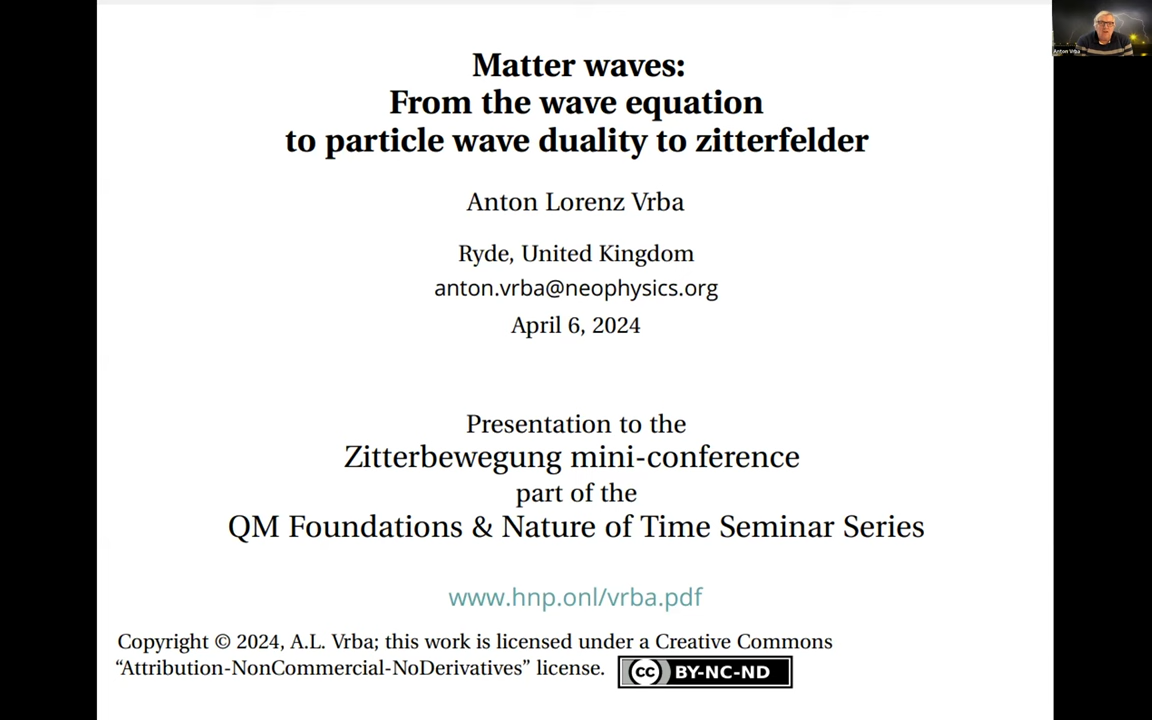 Matter waves:
From the wave equation
to particle wave duality to zitterfelder
Anton Lorenz Vrba
Ryde, United Kingdom
anton.vrba@neophysics.org
April 6, 2024
Presentation to the
Zitterbewegung mini-conference
part of the
QM Foundations & Nature of Time Seminar Series
www.hnp.onl/vrba.pdf
Copyright © 2024, A.L. Vrba; this work is licensed under a Creative Commons
“Attribution-NonCommercial-NoDerivatives” license.
cc BY-NC-ND
Anton Vrba